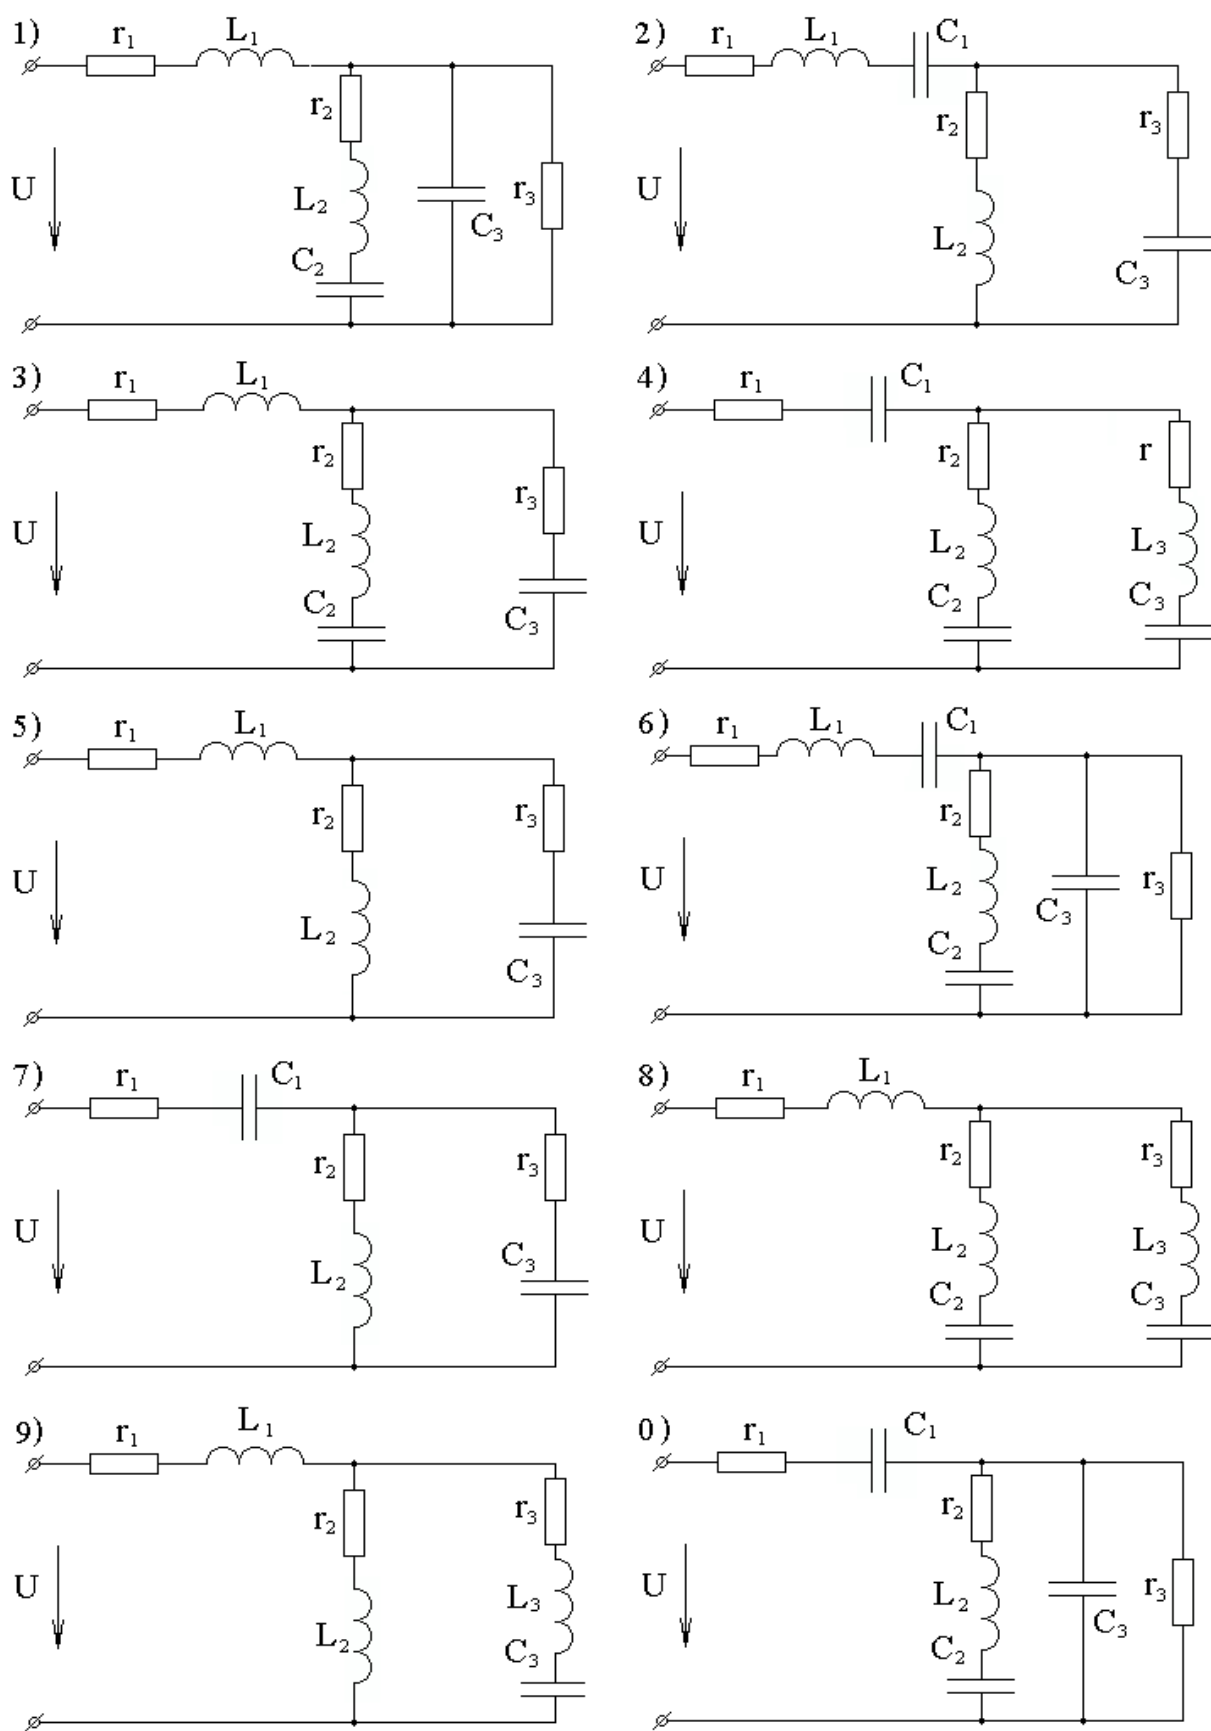 1) r₁ L₁
r₂
U L₂ r₃
C₃
C₂
2) r₁ L₁ C₁
r₂ r₃
U
L₂
C₃
3) r₁ L₁
r₂
r₃
U L₂
C₂ C₃
4) r₁ C₁
r₂ r
U L₂ L₃
C₂ C₃
5) r₁ L₁
r₂ r₃
U
L₂
C₃
6) r₁ L₁ C₁
r₂
U L₂ r₃
C₃
C₂
7) r₁ C₁
r₂ r₃
U
C₃
L₂
8) r₁ L₁
r₂ r₃
U L₂ L₃
C₂ C₃
9) r₁ L₁
r₂ r₃
U
L₃
L₂
C₃
0) r₁ C₁
r₂
U L₂ r₃
C₃
C₂